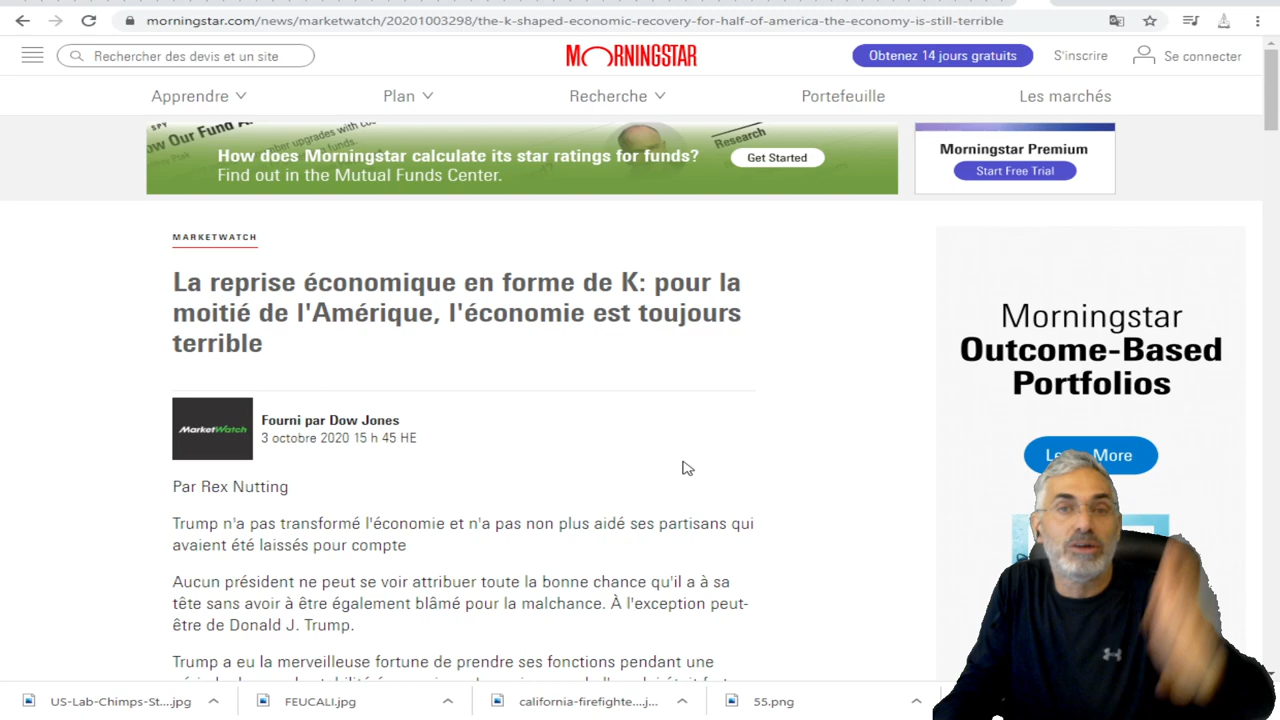 morningstar.com/news/marketwatch/20201003298/the-k-shaped-economic-recovery-for-half-of-america-the-economy-is-still-terrible
Rechercher des devis et un site
MORNINGSTAR
Obtenez 14 jours gratuits
S'inscrire
Se connecter
Apprendre
Plan
Recherche
Portefeuille
Les marchés
SPY
upgrades with
funds.
Research
How does Morningstar calculate its star ratings for funds?
Find out in the Mutual Funds Center.
Get Started
Morningstar Premium
Start Free Trial
MARKETWATCH
La reprise économique en forme de K: pour la
moitié de l'Amérique, l'économie est toujours
terrible
MarketWatch
Fourni par Dow Jones
3 octobre 2020 15 h 45 HE
Par Rex Nutting
Trump n'a pas transformé l'économie et n'a pas non plus aidé ses partisans qui
avaient été laissés pour compte
Aucun président ne peut se voir attribuer toute la bonne chance qu'il a à sa
tête sans avoir à être également blâmé pour la malchance. À l'exception peut-
être de Donald J. Trump.
Trump a eu la merveilleuse fortune de prendre ses fonctions pendant une
Morningstar
Outcome-Based
Portfolios
More
US-Lab-Chimps-St....jpg
FEUCALI.jpg
california-firefighte....j...
55.png